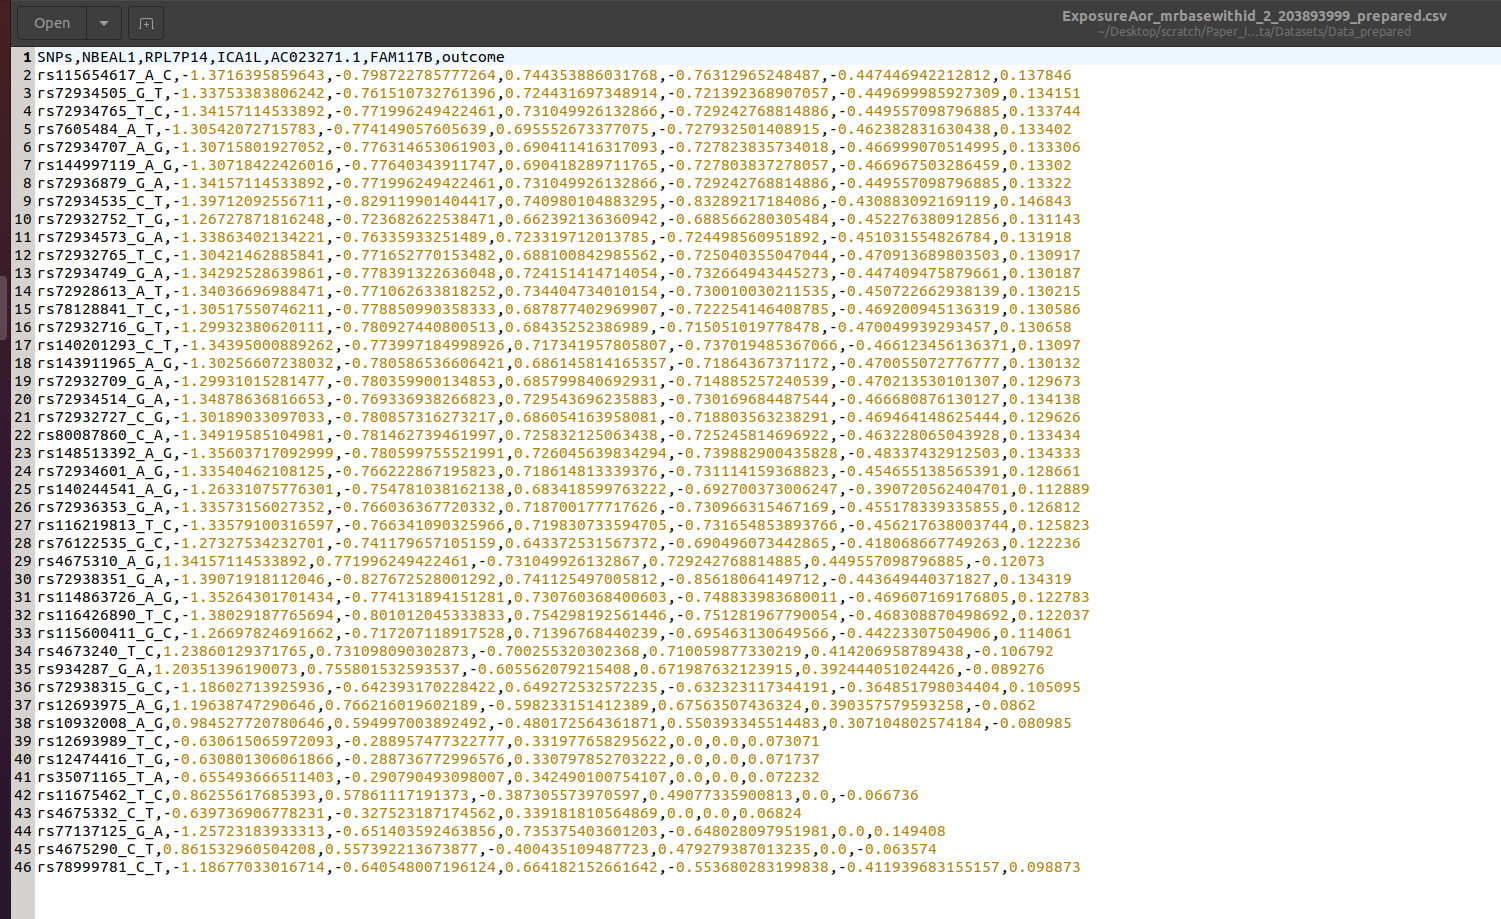 Open
ExposureAor_mrbasewithid_2_203893999_prepared.csv
~/Desktop/scratch/Paper_I...ta/Datasets/Data_prepared
1 SNPs,NBEAL1,RPL7P14,ICA1L,AC023271.1,FAM117B,outcome
2 rs115654617_A_C,-1.3716395859643,-0.798722785777264,0.744353886031768,-0.76312965248487,-0.447446942212812,0.137846
3 rs72934505_G_T,-1.33753383806242,-0.761510732761396,0.724431697348914,-0.721392368907057,-0.449699985927309,0.134151
4 rs72934765_T_C,-1.34157114533892,-0.771996249422461,0.731049926132866,-0.729242768814886,-0.449557098796885,0.133744
5 rs7605484_A_T,-1.30542072715783,-0.774149057605639,0.695552673377075,-0.727932501408915,-0.462382831630438,0.133402
6 rs72934707_A_G,-1.30715801927052,-0.776314653061903,0.690411416317093,-0.727823835734018,-0.466999070514995,0.133306
7 rs144997119_A_G,-1.30718422426016,-0.77640343911747,0.690418289711765,-0.727803837278057,-0.469667503286459,0.13302
8 rs72936879_G_A,-1.34157114533892,-0.771996249422461,0.731049926132866,-0.729242768814886,-0.449557098796885,0.13322
9 rs72934535_C_T,-1.39712092556711,-0.829119901404417,0.740980104883295,-0.83289217184086,-0.430883092169119,0.146843
10 rs72932752_T_G,-1.26727871816248,-0.723682622538471,0.662392136360942,-0.688566280305484,-0.452276380912856,0.131143
11 rs72934573_G_A,-1.33863402134221,-0.76335933251489,0.723319712013785,-0.724498560951892,-0.451031554826784,0.131918
12 rs72932765_T_C,-1.30421462885841,-0.771652770153482,0.688100842985562,-0.725040355047044,-0.470913689803503,0.130917
13 rs72934749_G_A,-1.34292528639861,-0.778391322636048,0.724151414714054,-0.732664943445273,-0.447409475879661,0.130187
14 rs72928613_A_T,-1.34036696988471,-0.771062633818252,0.734404734010154,-0.730010030211535,-0.450722662938139,0.130215
15 rs78128841_T_C,-1.30517550746211,-0.778850990358333,0.687877402969907,-0.722254146408785,-0.469200945136319,0.130586
16 rs72932716_G_T,-1.29932380620111,-0.780927440800513,0.68435252386989,-0.715051019778478,-0.470049939293457,0.130658
17 rs140201293_C_T,-1.34395000889262,-0.773997184998926,0.717341957805807,-0.737019485367066,-0.466123456136371,0.13097
18 rs143911965_A_G,-1.30256607238032,-0.780586536606421,0.686145814165357,-0.71864367371172,-0.470055072776777,0.130132
19 rs72932709_G_A,-1.29931015281477,-0.780359900134853,0.685799840692931,-0.714885257240539,-0.470213530101307,0.129673
20 rs72934514_G_A,-1.34878636816653,-0.769336938266823,0.729543696235883,-0.730169684487544,-0.466680876130127,0.134138
21 rs72932727_C_G,-1.30189033097033,-0.780857316273217,0.686054163958081,-0.718803563238291,-0.469464148625444,0.129626
22 rs80087860_C_A,-1.34919585104981,-0.781462739461997,0.725832125063438,-0.725245814696922,-0.463228065043928,0.133434
23 rs148513392_A_G,-1.35603717092999,-0.780599755521991,0.726045639834294,-0.739882900435828,-0.48337432912503,0.134333
24 rs72934601_A_G,-1.33540462108125,-0.766222867195823,0.718614813339376,-0.731114159368823,-0.454655138565391,0.128661
25 rs140244541_A_G,-1.26331075776301,-0.754781038162138,0.683418599763222,-0.692700373006247,-0.390720562404701,0.112889
26 rs72936353_G_A,-1.33573156027352,-0.766036367720332,0.718700177717626,-0.730966315467169,-0.455178339335855,0.126812
27 rs116219813_T_C,-1.33579100316597,-0.766341090325966,0.719830733594705,-0.731654853893766,-0.456217638003744,0.125823
28 rs76122535_G_C,-1.27327534232701,-0.741179657105159,0.643372531567372,-0.690496073442865,-0.418068667749263,0.122236
29 rs4675310_A_G,1.34157114533892,0.771996249422461,-0.731049926132867,0.729242768814885,0.449557098796885,-0.12073
30 rs72938351_G_A,-1.39071918112046,-0.827672528001292,0.741125497005812,-0.85618064149712,-0.443649440371827,0.134319
31 rs114863726_A_G,-1.35264301701434,-0.774131894151281,0.730760368400603,-0.748833983680011,-0.469607169176805,0.122783
32 rs116426890_T_C,-1.38029187765694,-0.801012045333833,0.754298192561446,-0.751281967790054,-0.468308870498692,0.122037
33 rs115600411_G_C,-1.26697824691662,-0.717207118917528,0.71396768440239,-0.695463130649566,-0.44223307504906,0.114061
34 rs4673240_T_C,1.23860129371765,0.731098090302873,-0.700255320302368,0.710059877330219,0.414206958789438,-0.106792
35 rs934287_G_A,1.20351396190073,0.755801532593537,-0.605562079215408,0.671987632123915,0.392444051024426,-0.089276
36 rs72938315_G_C,-1.18602713925936,-0.642393170228422,0.649272532572235,-0.632323117344191,-0.364851798034404,0.105095
37 rs12693975_A_G,1.19638747290646,0.766216019602189,-0.598233151412389,0.67563507436324,0.390357579593258,-0.0862
38 rs10932008_A_G,0.984527720780646,0.594997003892492,-0.480172564361871,0.550393345514483,0.307104802574184,-0.080985
39 rs12693989_T_C,-0.630615065972093,-0.288957477322777,0.331977658295622,0.0,0.0,0.073071
40 rs12474416_T_G,-0.630801306061866,-0.288736772996576,0.330797852703222,0.0,0.0,0.071737
41 rs35071165_T_A,-0.655493666511403,-0.290790493098007,0.342490100754107,0.0,0.0,0.072232
42 rs11675462_T_C,0.86255617685393,0.57861117191373,-0.387305573970597,0.49077335900813,0.0,-0.066736
43 rs4675332_C_T,-0.639736906778231,-0.327523187174562,0.339181810564869,0.0,0.0,0.06824
44 rs77137125_G_A,-1.25723183933313,-0.651403592463856,0.735375403601203,-0.648028097951981,0.0,0.149408
45 rs4675290_C_T,0.861532960504208,0.557392213673877,-0.400435109487723,0.479279387013235,0.0,-0.063574
46 rs78999781_C_T,-1.18677033016714,-0.640548007196124,0.664182152661642,-0.553680283199838,-0.411939683155157,0.098873